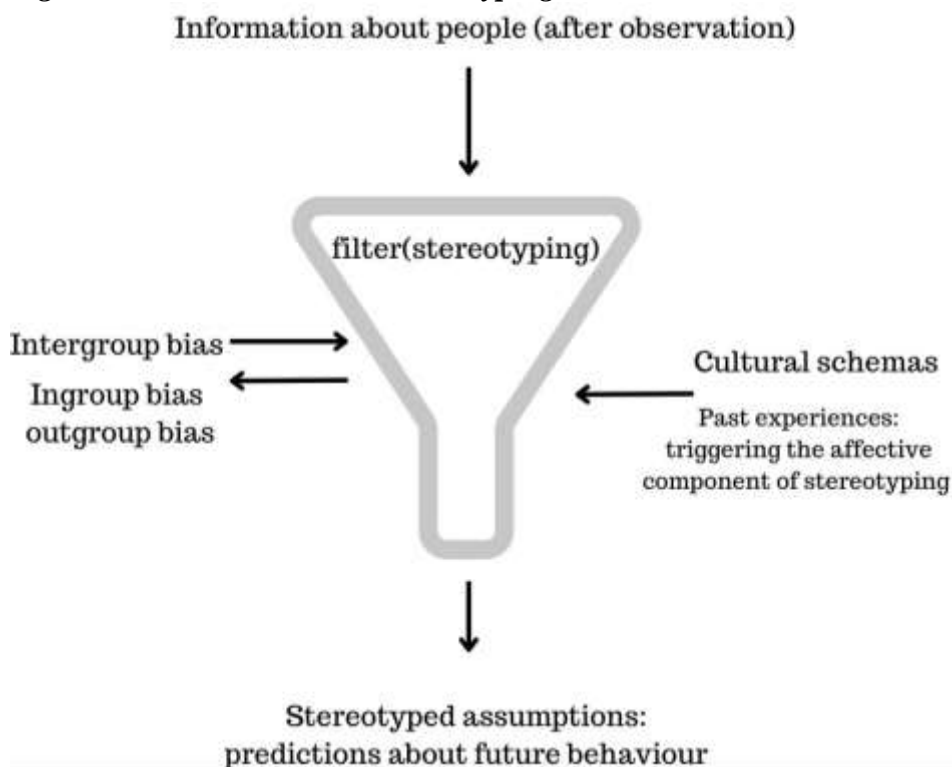 Information about people (after observation)
filter(stereotyping)
Intergroup bias
Ingroup bias
outgroup bias
Cultural schemas
Past experiences:
triggering the affective
component of stereotyping
Stereotyped assumptions:
predictions about future behaviour